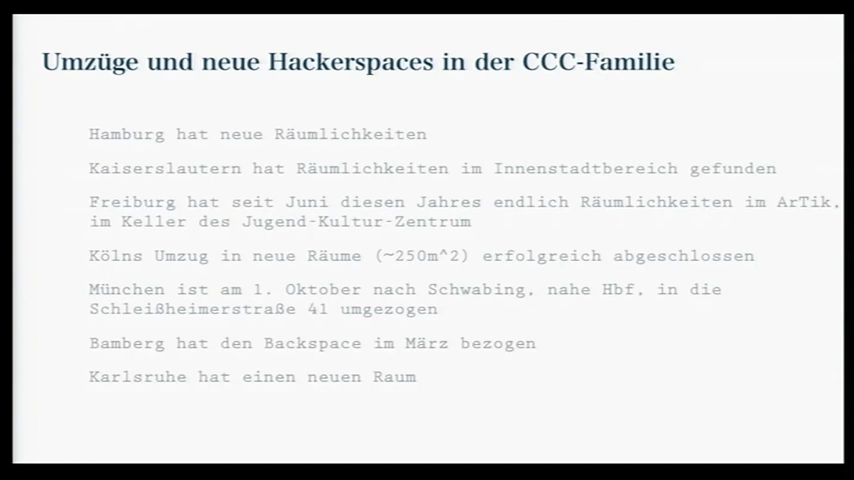 Umzüge und neue Hackerspaces in der CCC-Familie
Hamburg hat neue Räumlichkeiten
Kaiserslautern hat Räumlichkeiten im Innenstadtbereich gefunden
Freiburg hat seit Juni diesen Jahres endlich Räumlichkeiten im ArTik,
im Keller des Jugend-Kultur-Zentrum
Kölns Umzug in neue Räume (~250m^2) erfolgreich abgeschlossen
München ist am 1. Oktober nach Schwabing, nahe Hbf, in die
Schleißheimerstraße 41 umgezogen
Bamberg hat den Backspace im März bezogen
Karlsruhe hat einen neuen Raum